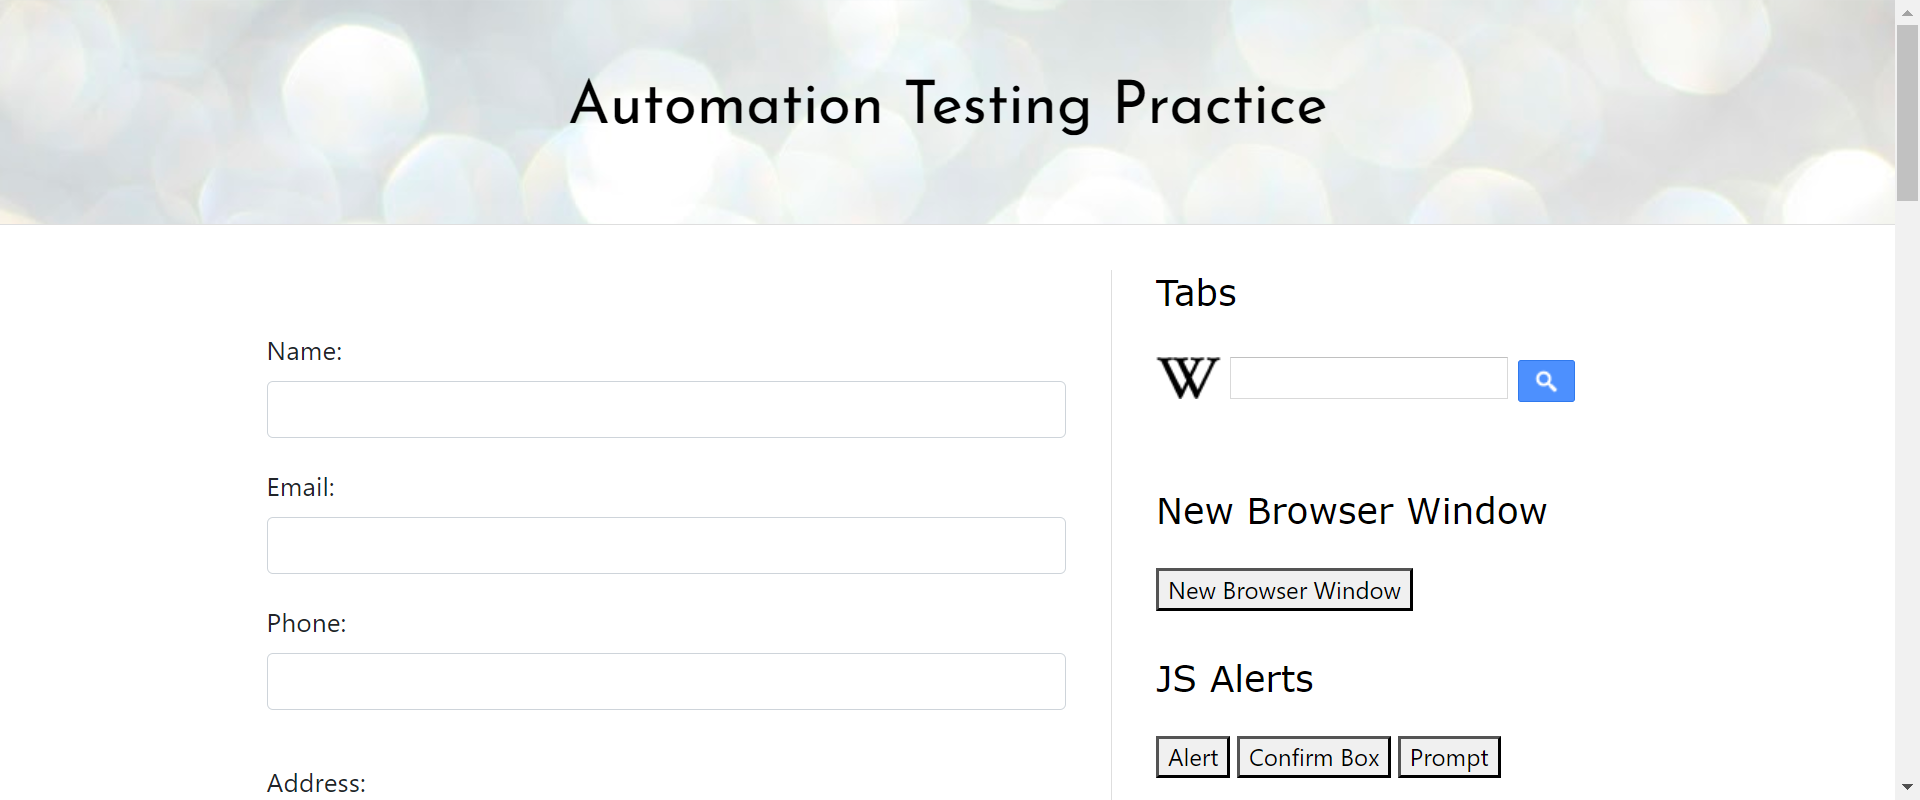 Automation Testing Practice
Name:
Email:
Phone:
Address:
Tabs
W
New Browser Window
New Browser Window
JS Alerts
Alert Confirm Box Prompt